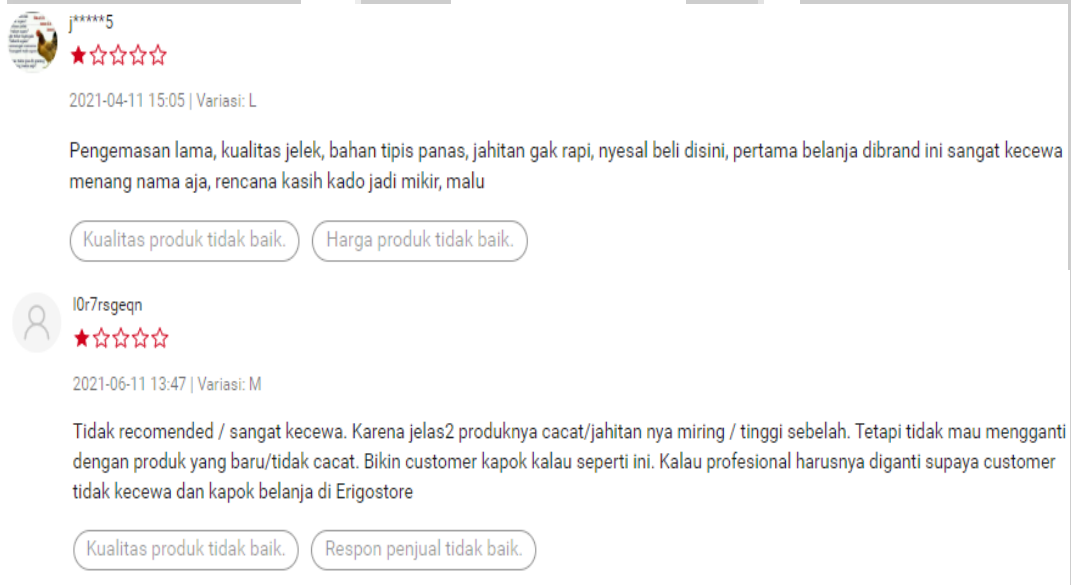 j*****5
2021-04-11 15:05 | Variasi: L
Pengemasan lama, kualitas jelek, bahan tipis panas, jahitan gak rapi, nyesal beli disini, pertama belanja dibrand ini sangat kecewa
menang nama aja, rencana kasih kado jadi mikir, malu
Kualitas produk tidak baik. Harga produk tidak baik.
l0r7rsgeqn
2021-06-11 13:47 | Variasi: M
Tidak recomended / sangat kecewa. Karena jelas2 produknya cacat/jahitan nya miring / tinggi sebelah. Tetapi tidak mau mengganti
dengan produk yang baru/tidak cacat. Bikin customer kapok kalau seperti ini. Kalau profesional harusnya diganti supaya customer
tidak kecewa dan kapok belanja di Erigostore
Kualitas produk tidak baik. Respon penjual tidak baik.